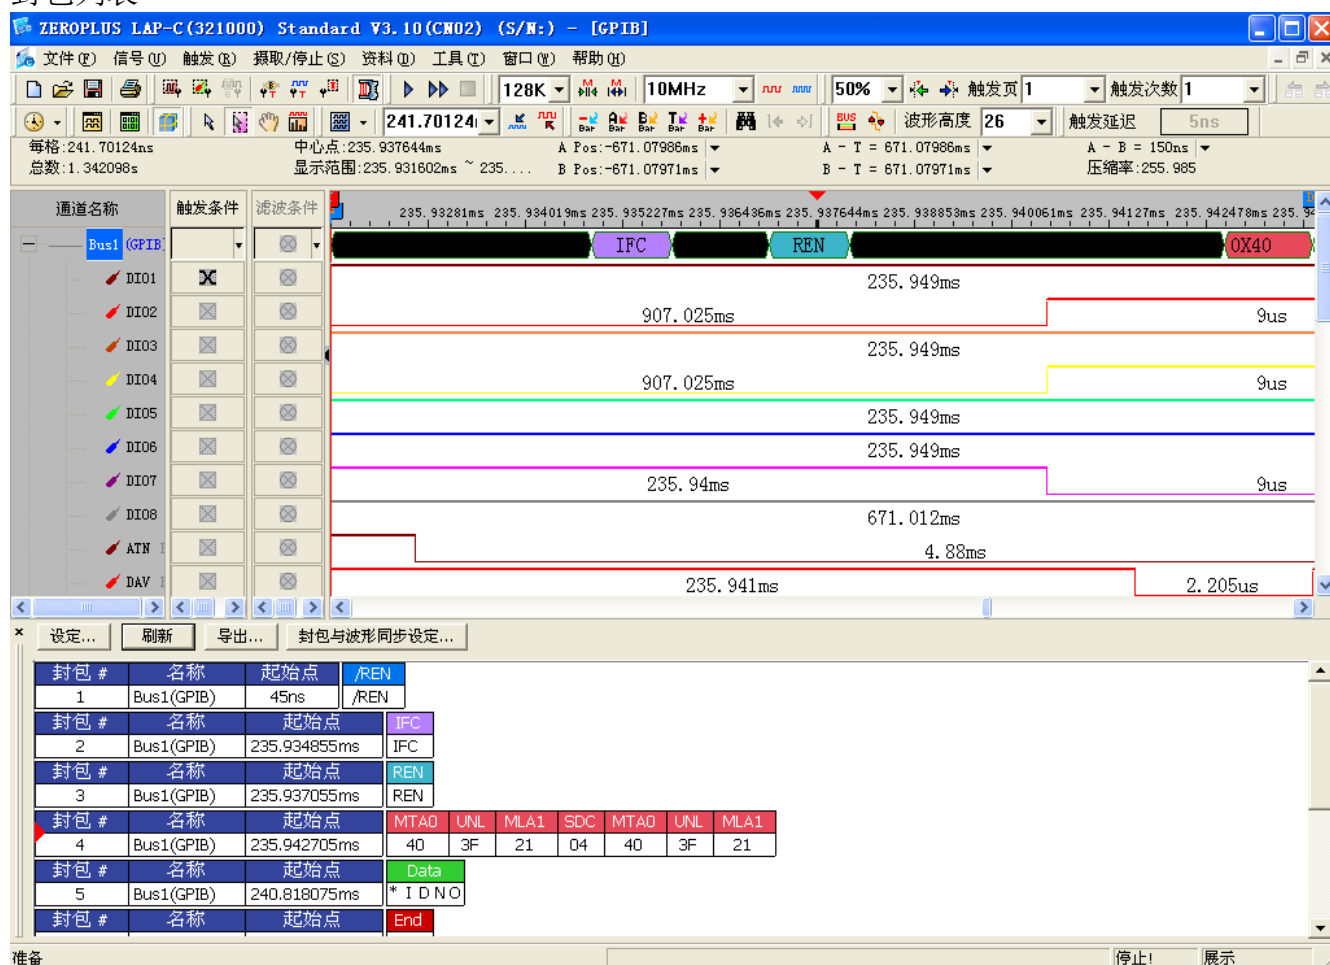 ZEROPLUS LAP-C(321000) Standard V3.10(CN02) (S/N:) - [GPIB]
文件(F) 信号(U) 触发(R) 摄取/停止(S) 资料(D) 工具(T) 窗口(W) 帮助(H)
128K 10MHz 50% 触发页 1 触发次数 1
241.70124 Bar Bar Bar Bar Bar BUS 波形高度 26 触发延迟 5ns
每格:241.70124ns 中心点:235.937644ms A Pos:-671.07986ms A - T = 671.07986ms A - B = 150ns
总数:1.342098s 显示范围:235.931602ms ~ 235.... B Pos:-671.07971ms B - T = 671.07971ms 压缩率:255.985
通道名称 触发条件 滤波条件 235.93281ms 235.934019ms 235.935227ms 235.936436ms 235.937644ms 235.938853ms 235.940061ms 235.94127ms 235.942478ms 235.94
Bus1 (GPIB) IFC REN 0X40
DIO1 235.949ms
DIO2 907.025ms 9us
DIO3 235.949ms
DIO4 907.025ms 9us
DIO5 235.949ms
DIO6 235.949ms
DIO7 235.94ms 9us
DIO8 671.012ms
ATN 4.88ms
DAV 235.941ms 2.205us
设定... 刷新 导出... 封包与波形同步设定...
封包 # 名称 起始点 /REN
1 Bus1(GPIB) 45ns /REN
封包 # 名称 起始点 IFC
2 Bus1(GPIB) 235.934855ms IFC
封包 # 名称 起始点 REN
3 Bus1(GPIB) 235.937055ms REN
封包 # 名称 起始点 MTA0 UNL MLA1 SDC MTA0 UNL MLA1
4 Bus1(GPIB) 235.942705ms 40 3F 21 04 40 3F 21
封包 # 名称 起始点 Data
5 Bus1(GPIB) 240.818075ms * I D N O
封包 # 名称 起始点 End
准备 停止! 展示